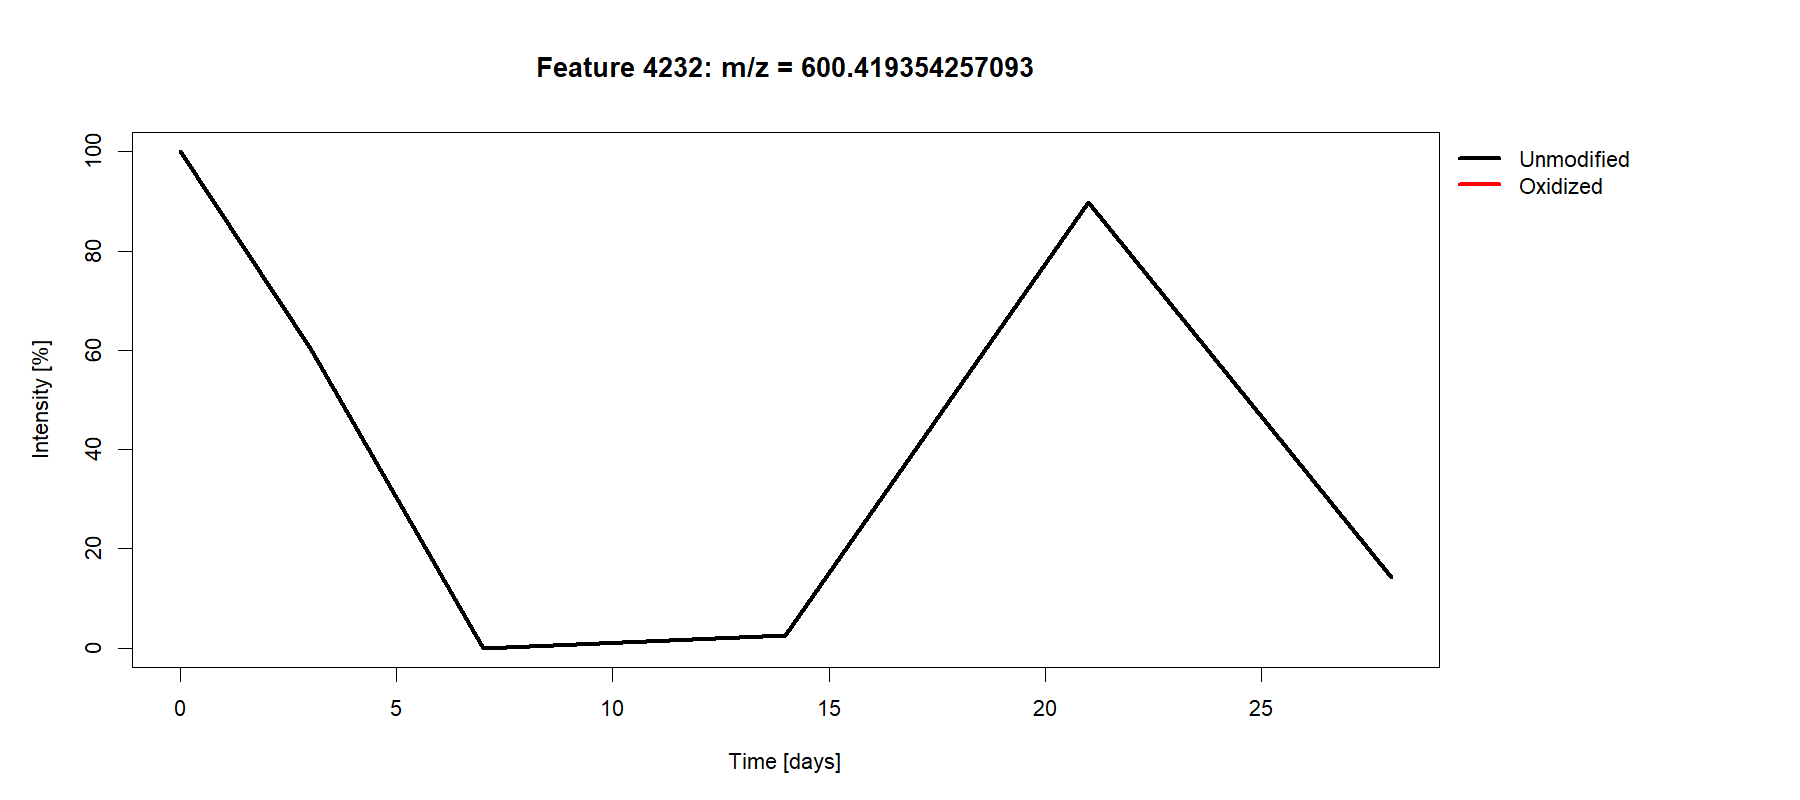 Feature 4232: m/z = 600.419354257093
Unmodified
Oxidized
Intensity [%]
100
80
60
40
20
0
0 5 10 15 20 25
Time [days]